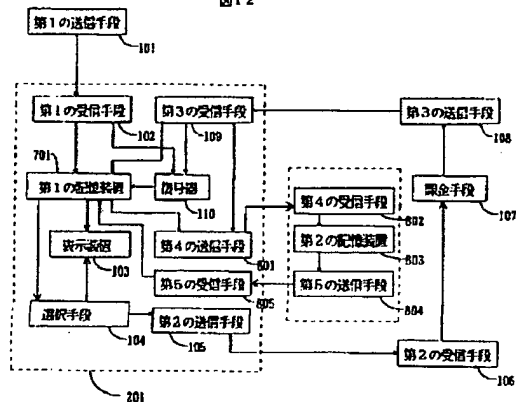 図12
第1の送信手段
101
第1の受信手段
102
第3の受信手段
109
第3の送信手段
108
701
第1の記憶装置
復号器
110
課金手段
107
第4の受信手段
802
表示装置
103
第4の送信手段
801
第2の記憶装置
803
第5の受信手段
805
第5の送信手段
804
選択手段
104
第2の送信手段
105
第2の受信手段
106
201